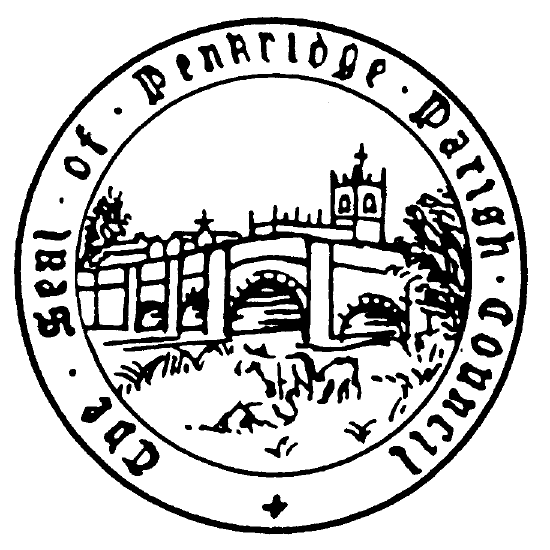 The · Seal · of · Penkridge · Parish · Council